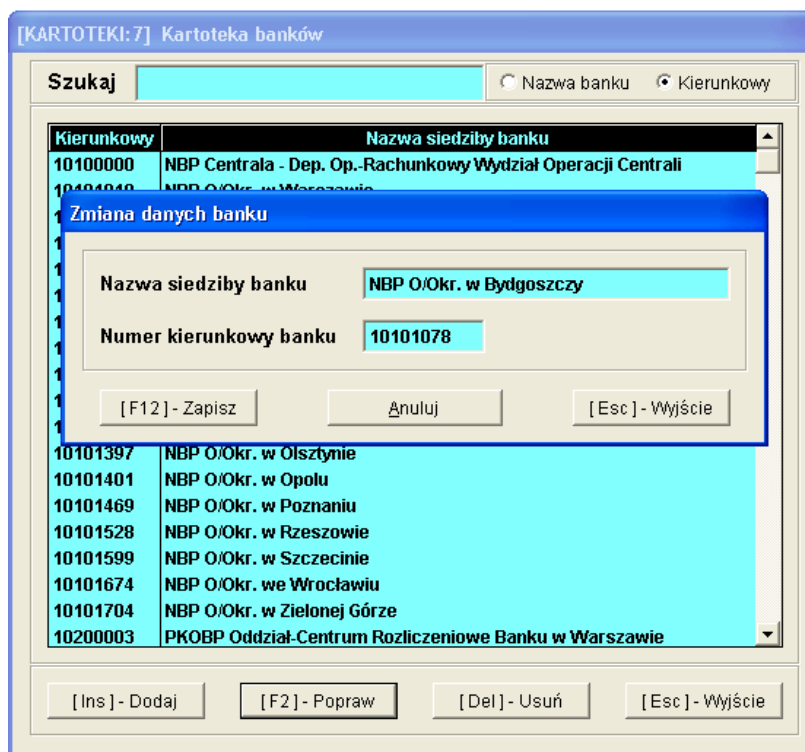 [KARTOTEKI:7] Kartoteka banków
Szukaj Nazwa banku Kierunkowy
Kierunkowy Nazwa siedziby banku
10100000 NBP Centrala - Dep. Op.-Rachunkowy Wydział Operacji Centrali
Zmiana danych banku
Nazwa siedziby banku NBP O/Okr. w Bydgoszczy
Numer kierunkowy banku 10101078
[F12]- Zapisz Anuluj [Esc]- Wyjście
10101397 NBP O/Okr. w Olsztynie
10101401 NBP O/Okr. w Opolu
10101469 NBP O/Okr. w Poznaniu
10101528 NBP O/Okr. w Rzeszowie
10101599 NBP O/Okr. w Szczecinie
10101674 NBP O/Okr. we Wrocławiu
10101704 NBP O/Okr. w Zielonej Górze
10200003 PKOBP Oddział-Centrum Rozliczeniowe Banku w Warszawie
[Ins]- Dodaj [F2]- Popraw [Del]- Usuń [Esc]- Wyjście